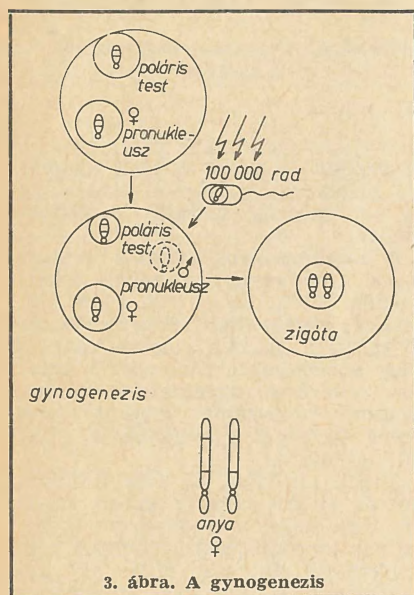 poláris
test
♀
pronukle-
usz
100 000 rad
poláris
test
♂
pronukleusz
♀
zigóta
gynogenezis
anya
♀
3. ábra. A gynogenezis